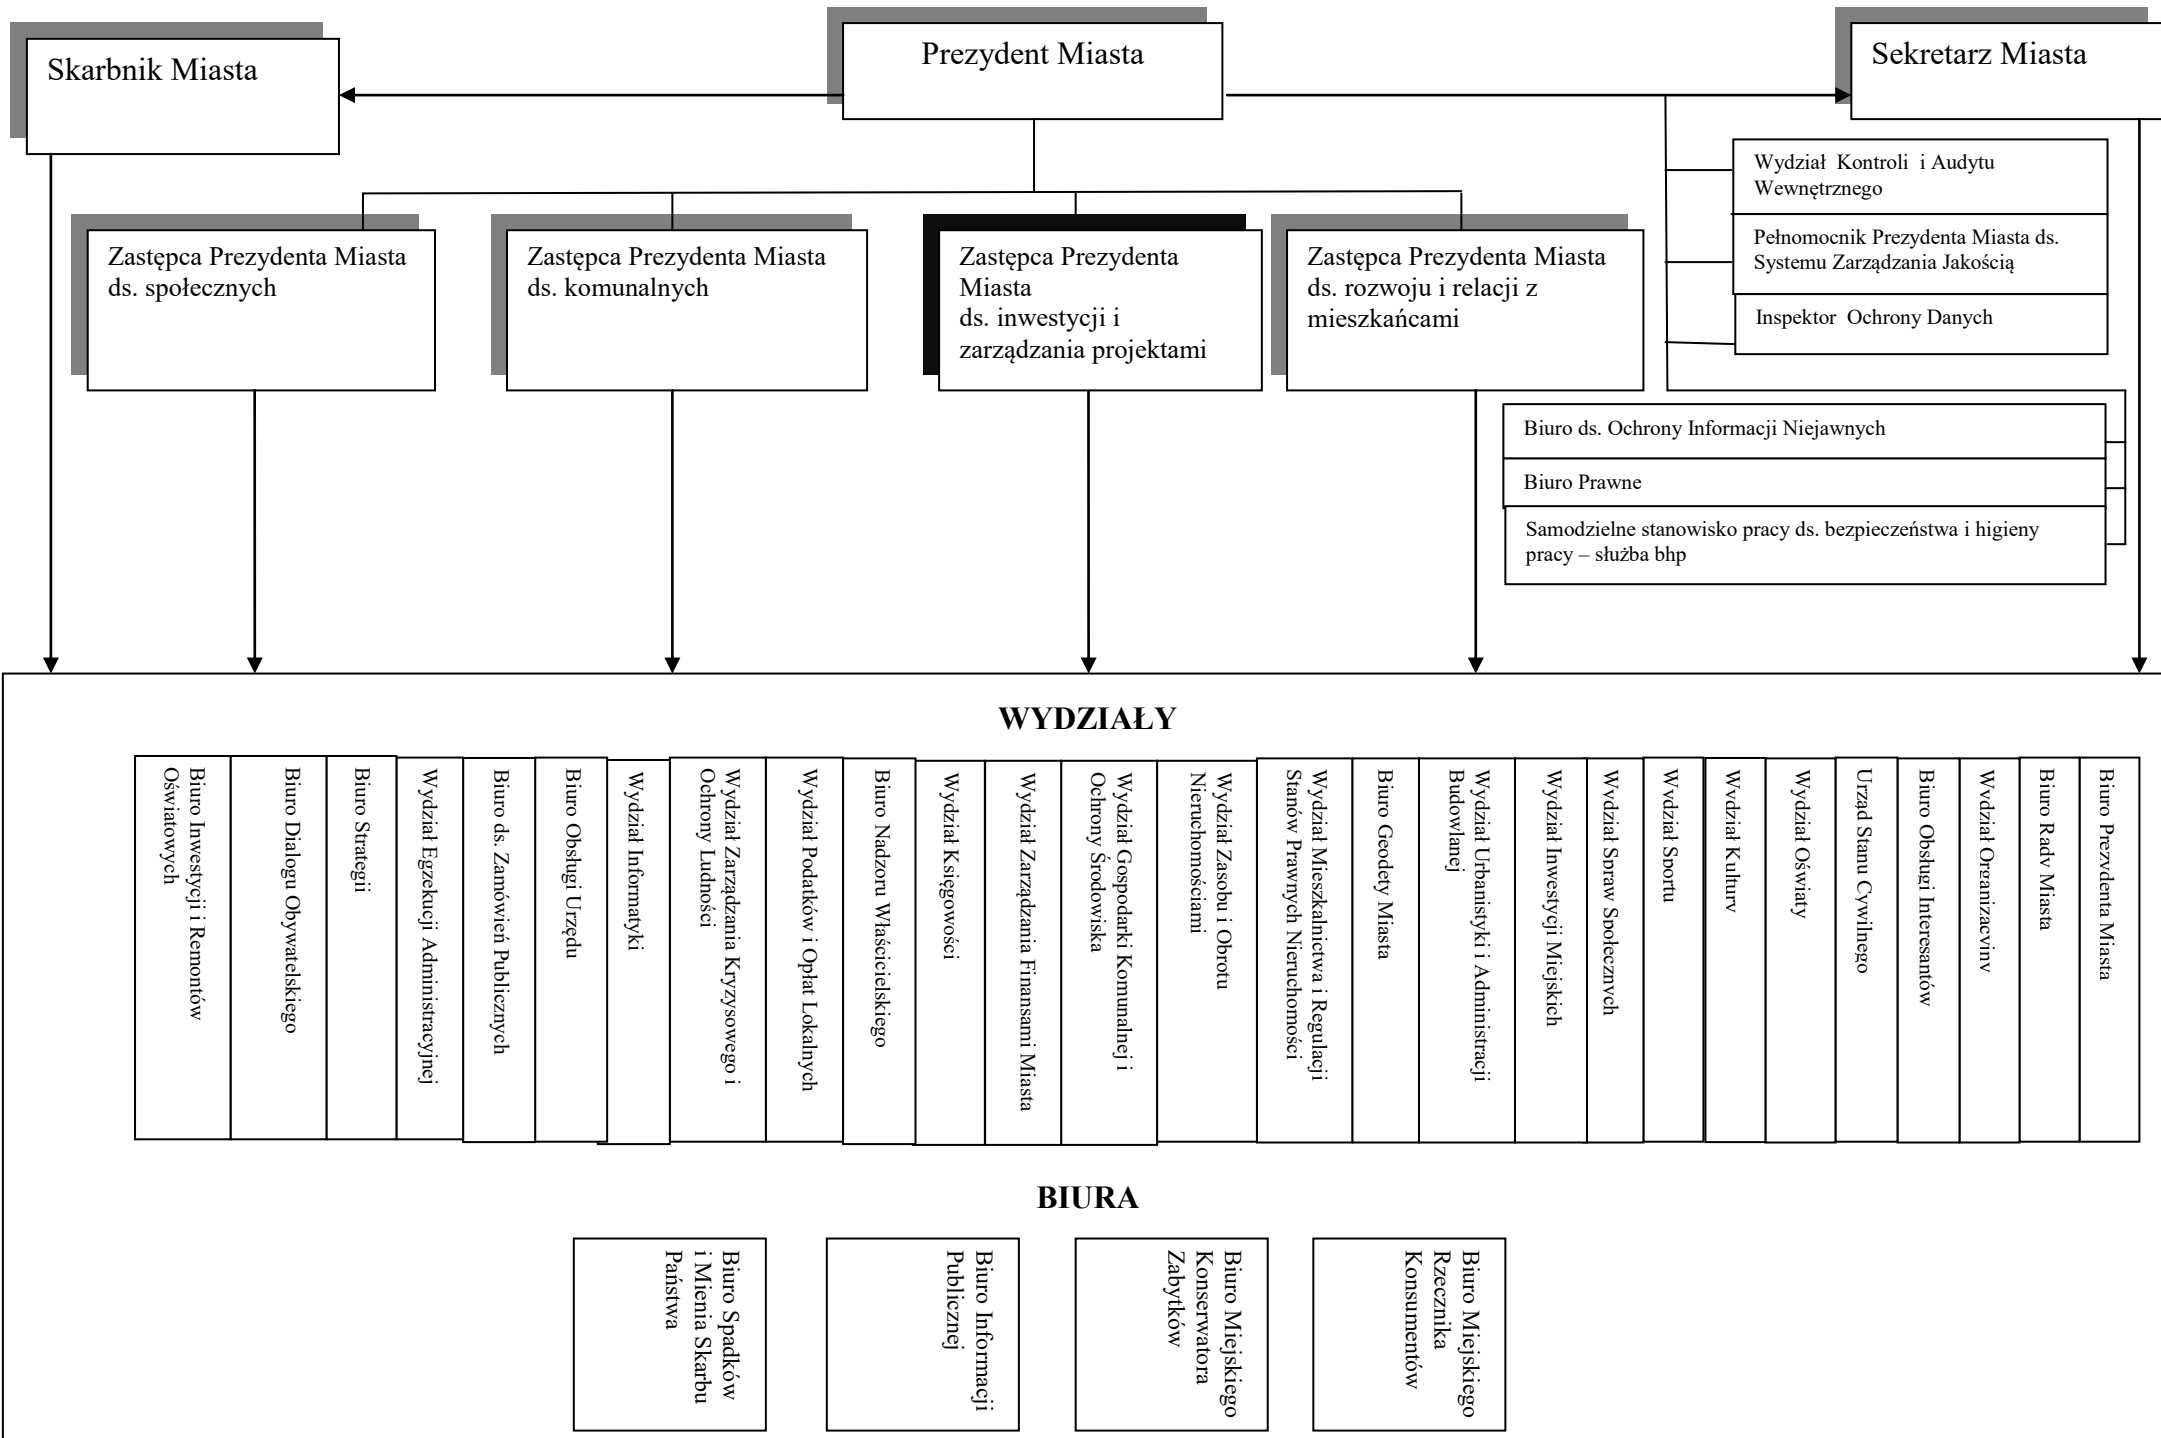 Skarbnik Miasta
Prezydent Miasta
Sekretarz Miasta
Wydział Kontroli i Audytu
Wewnętrznego
Pełnomocnik Prezydenta Miasta ds.
Systemu Zarządzania Jakością
Inspektor Ochrony Danych
Zastępca Prezydenta Miasta
ds. społecznych
Zastępca Prezydenta Miasta
ds. komunalnych
Zastępca Prezydenta
Miasta
ds. inwestycji i
zarządzania projektami
Zastępca Prezydenta Miasta
ds. rozwoju i relacji z
mieszkańcami
Biuro ds. Ochrony Informacji Niejawnych
Biuro Prawne
Samodzielne stanowisko pracy ds. bezpieczeństwa i higieny
pracy – służba bhp
WYDZIAŁY
Biuro Inwestycji i Remontów
Oświatowych
Biuro Dialogu Obywatelskiego
Biuro Strategii
Wydział Egzekucji Administracyjnej
Biuro ds. Zamówień Publicznych
Biuro Obsługi Urzędu
Wydział Informatyki
Wydział Zarządzania Kryzysowego i
Ochrony Ludności
Wydział Podatków i Opłat Lokalnych
Biuro Nadzoru Właścicielskiego
Wydział Księgowości
Wydział Zarządzania Finansami Miasta
Wydział Gospodarki Komunalnej i
Ochrony Środowiska
Wydział Zasobu i Obrotu
Nieruchomościami
Wydział Mieszkalnictwa i Regulacji
Stanów Prawnych Nieruchomości
Biuro Geodety Miasta
Wydział Urbanistyki i Administracji
Budowlanej
Wydział Inwestycji Miejskich
Wydział Spraw Społecznych
Wydział Sportu
Wydział Kultury
Wydział Oświaty
Urząd Stanu Cywilnego
Biuro Obsługi Interesantów
Wydział Organizacyjny
Biuro Rady Miasta
Biuro Prezydenta Miasta
BIURA
Biuro Spadków
i Mienia Skarbu
Państwa
Biuro Informacji
Publicznej
Biuro Miejskiego
Konserwatora
Zabytków
Biuro Miejskiego
Rzecznika
Konsumentów